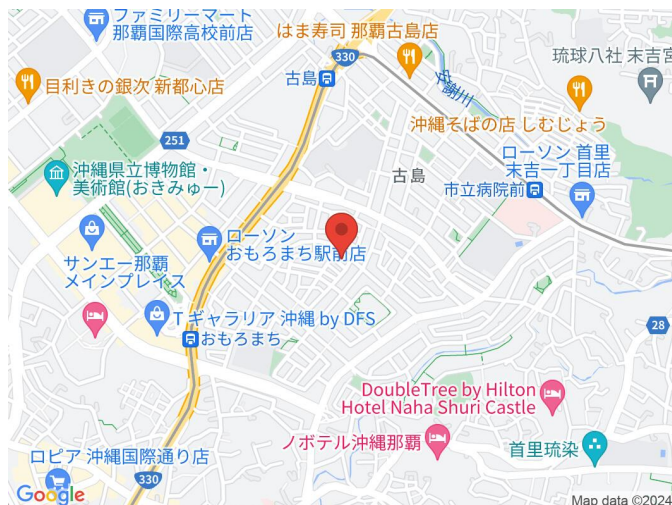 ファミリーマート
那覇国際高校前店
はま寿司 那覇古島店
330
琉球八社 末吉宮
古島
安謝川
目利きの銀次 新都心店
沖縄そばの店 しむじょう
251
ローソン 首里
末吉一丁目店
沖縄県立博物館・
美術館(おきみゅー)
古島
市立病院前
ローソン
おもろまち駅前店
サンエー那覇
メインプレイス
T ギャラリア 沖縄 by DFS
28
おもろまち
DoubleTree by Hilton
Hotel Naha Shuri Castle
ノボテル沖縄那覇
首里琉染
ロピア 沖縄国際通り店
330
Google
Map data ©2024